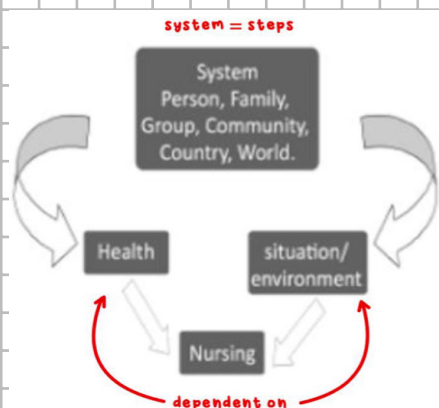 system = steps
System
Person, Family,
Group, Community,
Country, World.
Health
situation/
environment
Nursing
dependent on